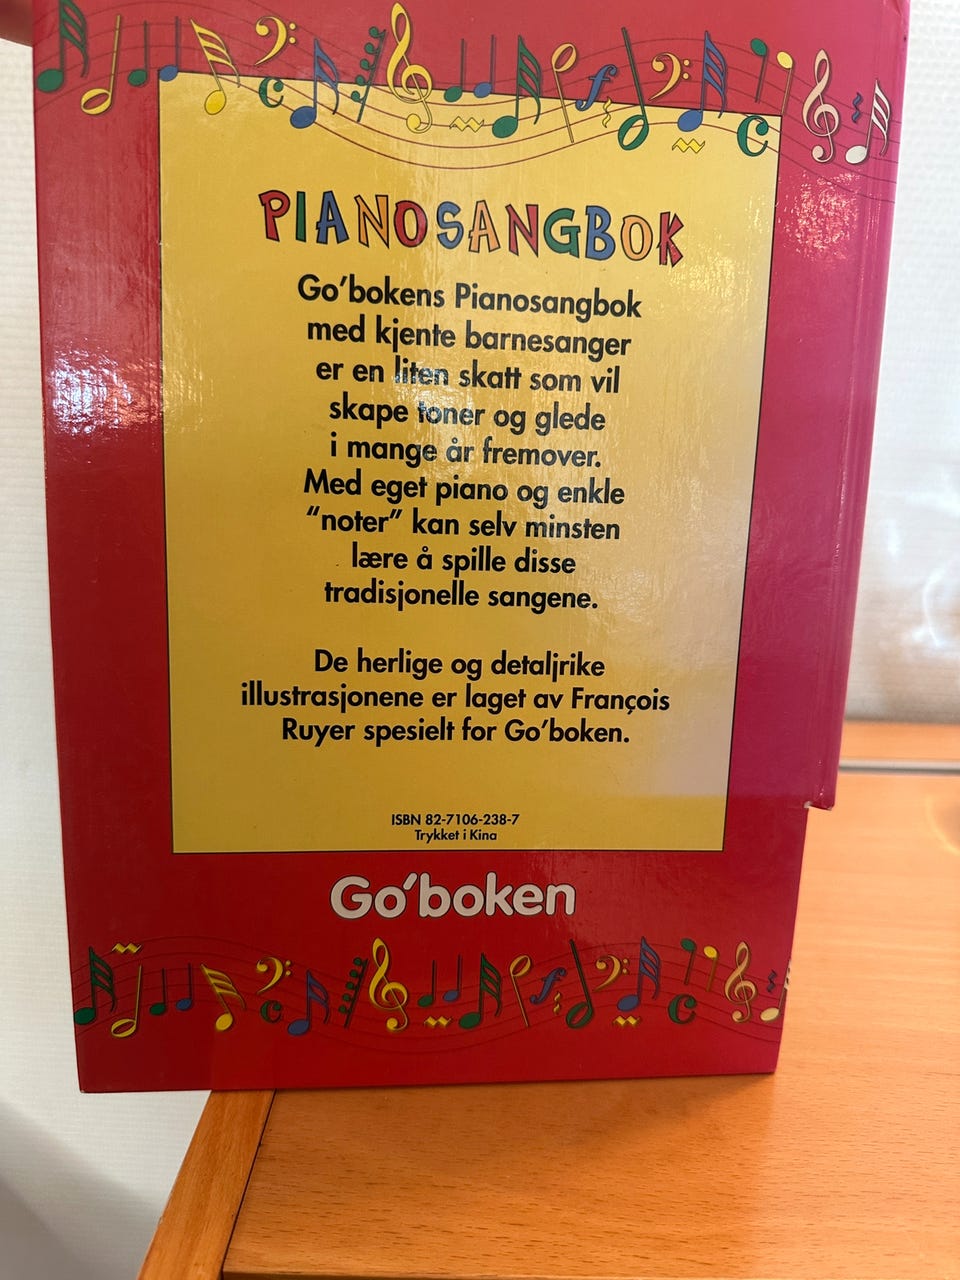 PIANOSANGBOK
Go'bokens Pianosangbok
med kjente barnesanger
er en liten skatt som vil
skape toner og glede
i mange år fremover.
Med eget piano og enkle
"noter" kan selv minsten
lære å spille disse
tradisjonelle sangene.
De herlige og detaljrike
illustrasjonene er laget av François
Ruyer spesielt for Go'boken.
ISBN 82-7106-238-7
Trykket i Kina
Go'boken